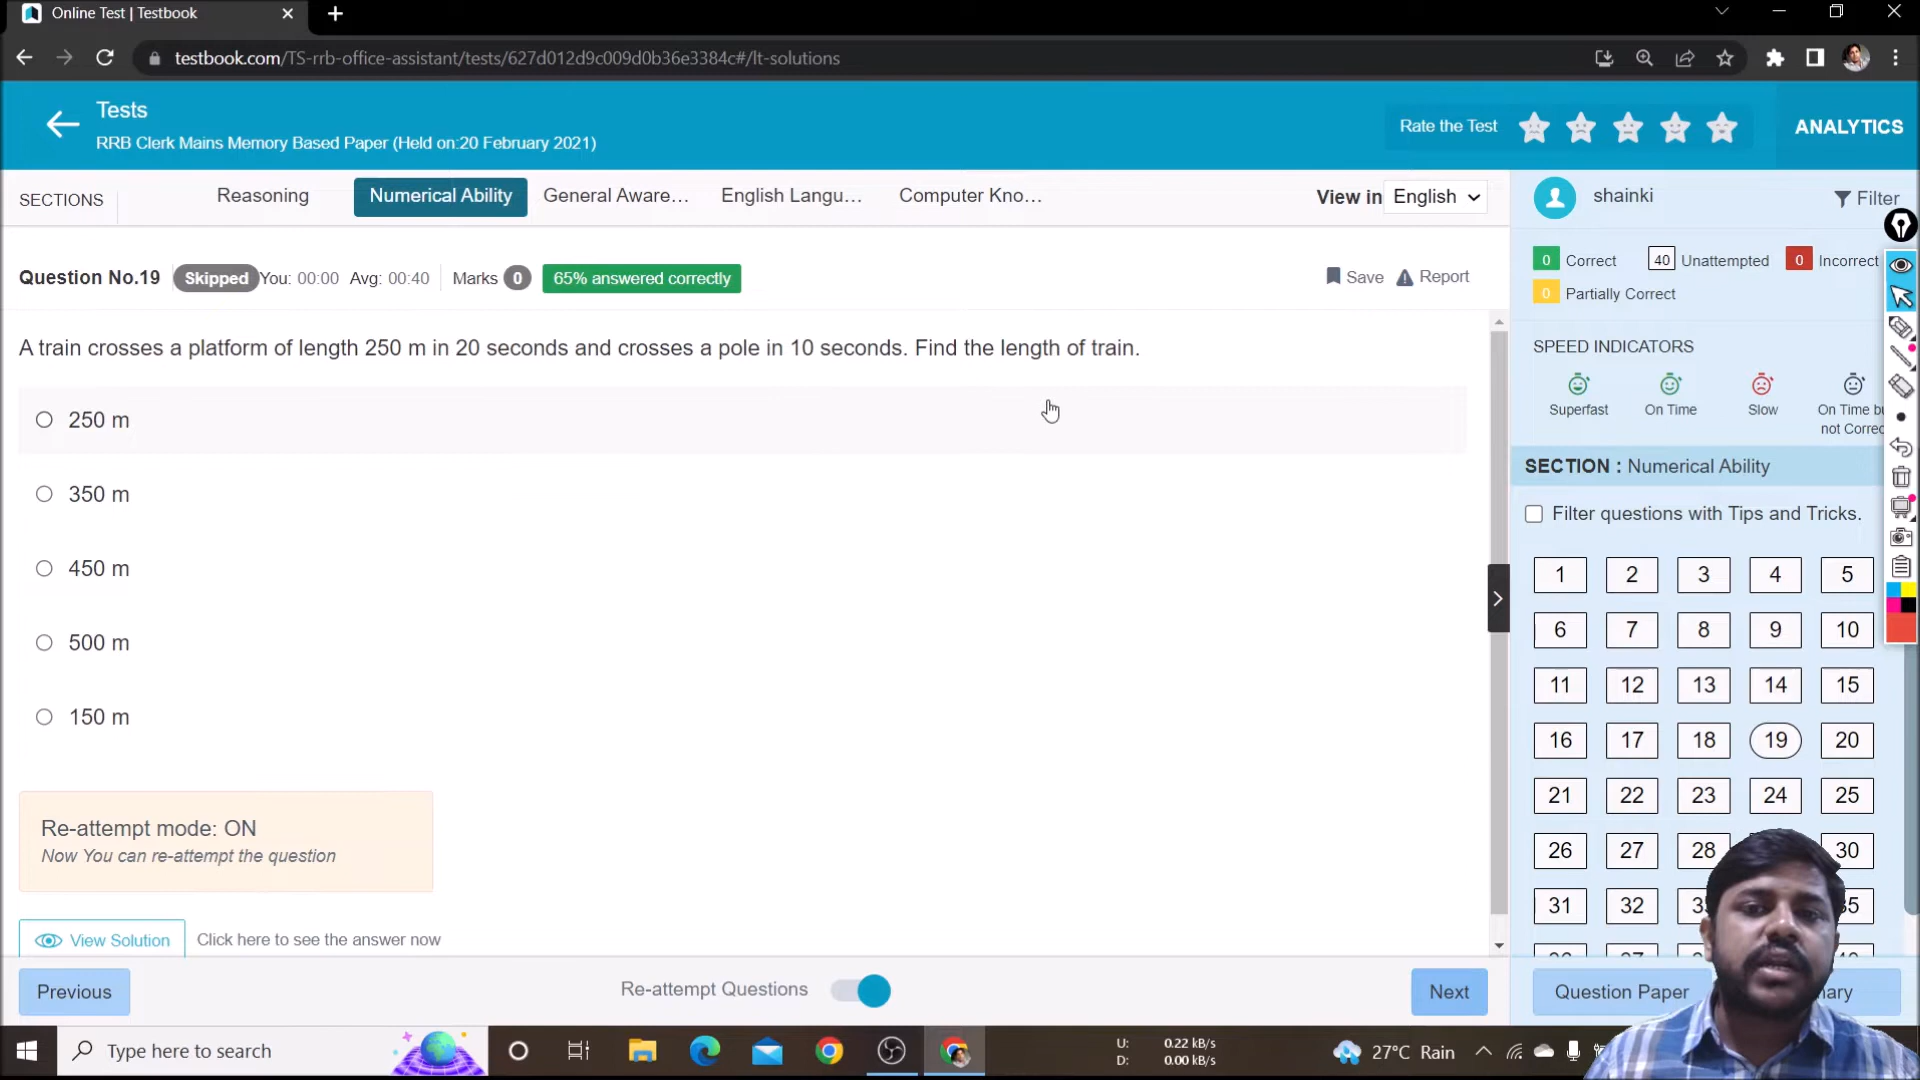 Online Test | Testbook
testbook.com/TS-rrb-office-assistant/tests/627d012d9c009d0b36e3384c#/lt-solutions
Tests
RRB Clerk Mains Memory Based Paper (Held on:20 February 2021)
Rate the Test
ANALYTICS
SECTIONS
Reasoning
Numerical Ability
General Aware...
English Langu...
Computer Kno...
View in
English
shainki
Filter
Question No.19
Skipped
You: 00:00
Avg: 00:40
Marks 0
65% answered correctly
Save
Report
0 Correct
40 Unattempted
0 Incorrect
0 Partially Correct
A train crosses a platform of length 250 m in 20 seconds and crosses a pole in 10 seconds. Find the length of train.
250 m
350 m
450 m
500 m
150 m
SPEED INDICATORS
Superfast
On Time
Slow
On Time bu
not Correc
SECTION : Numerical Ability
Filter questions with Tips and Tricks.
1 2 3 4 5
6 7 8 9 10
11 12 13 14 15
16 17 18 19 20
21 22 23 24 25
26 27 28 30
31 32
Re-attempt mode: ON
Now You can re-attempt the question
View Solution
Click here to see the answer now
Previous
Re-attempt Questions
Next
Question Paper
Type here to search
U: 0.22 kB/s
D: 0.00 kB/s
27°C Rain